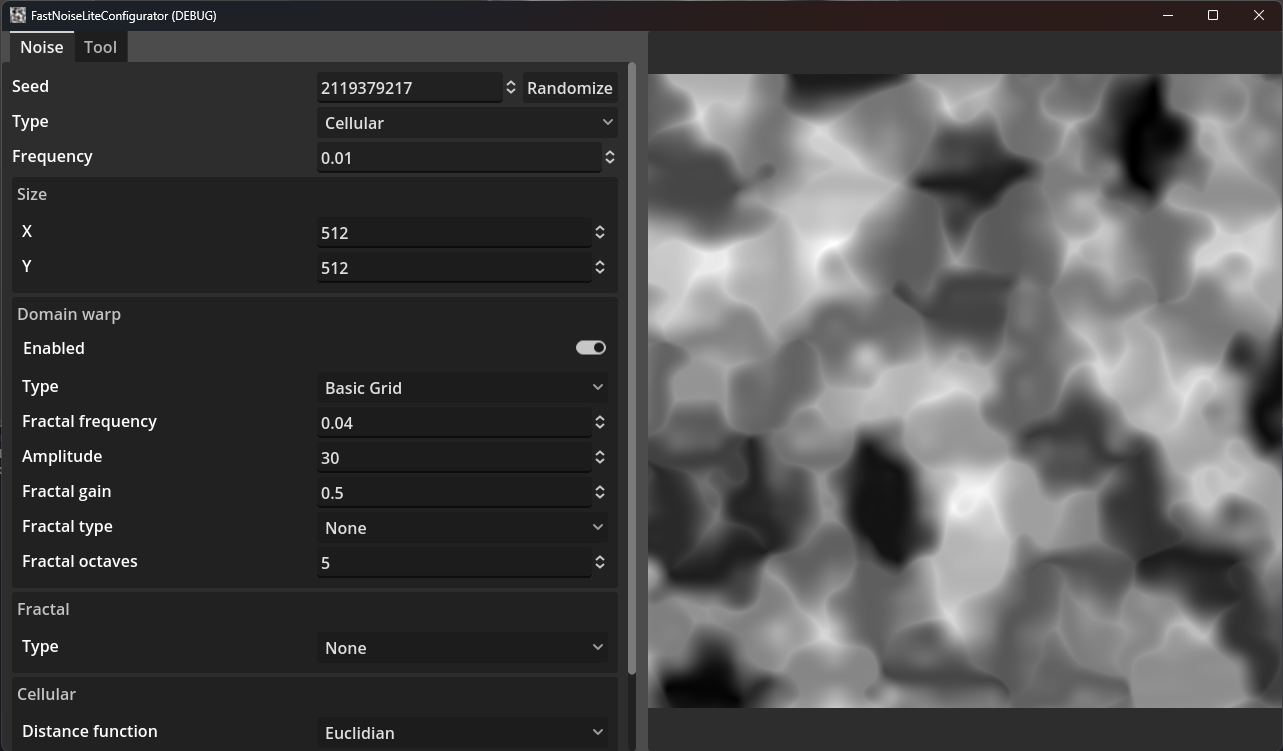 FastNoiseLiteConfigurator (DEBUG)
Noise Tool
Seed 2119379217 Randomize
Type Cellular
Frequency 0.01
Size
X 512
Y 512
Domain warp
Enabled
Type Basic Grid
Fractal frequency 0.04
Amplitude 30
Fractal gain 0.5
Fractal type None
Fractal octaves 5
Fractal
Type None
Cellular
Distance function Euclidian